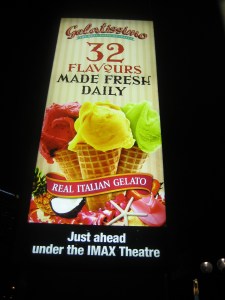 Gelatissimo
32
FLAVOURS
MADE FRESH
DAILY
REAL ITALIAN GELATO
Just ahead
under the IMAX Theatre